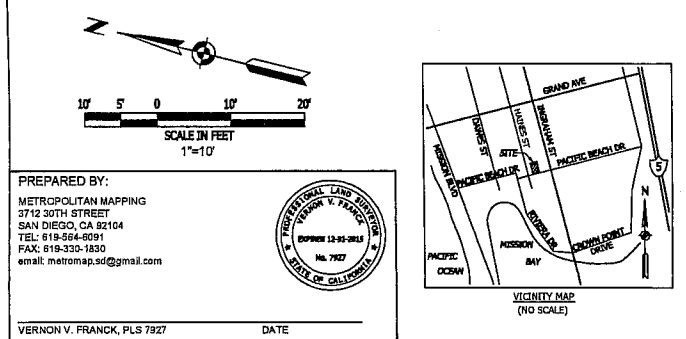 N
10' 5' 0 10' 20'
SCALE IN FEET
1"=10'
PREPARED BY:
METROPOLITAN MAPPING
3712 30TH STREET
SAN DIEGO, CA 92104
TEL: 619-564-6091
FAX: 619-330-1830
email: metromap.sd@gmail.com
PROFESSIONAL LAND SURVEYOR
VERNON V. FRANCK
EXPIRES 12-31-2015
No. 7927
STATE OF CALIFORNIA
VERNON V. FRANCK, PLS 7927 DATE
GRAND AVE
DAWES ST
HAINES ST
INGRAHAM ST
MISSION BLVD
SITE
PACIFIC BEACH DR
PACIFIC BEACH DR
5
N
RIVIERA DR
CROWN POINT
DRIVE
MISSION
BAY
PACIFIC
OCEAN
VICINITY MAP
(NO SCALE)